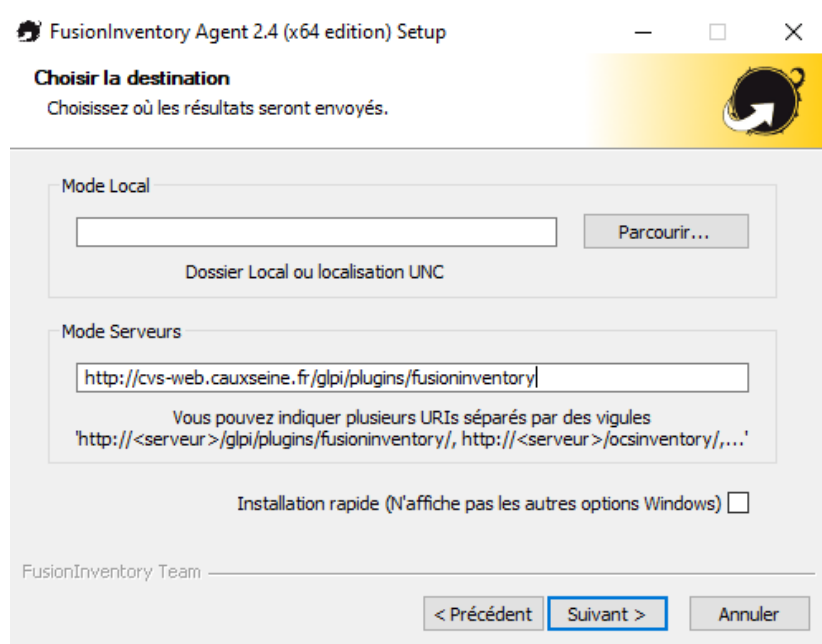 FusionInventory Agent 2.4 (x64 edition) Setup
Choisir la destination
Choisissez où les résultats seront envoyés.
Mode Local
Parcourir...
Dossier Local ou localisation UNC
Mode Serveurs
http://cvs-web.cauxseine.fr/glpi/plugins/fusioninventory
Vous pouvez indiquer plusieurs URIs séparés par des vigules
'http://<serveur>/glpi/plugins/fusioninventory/, http://<serveur>/ocsinventory/,...'
Installation rapide (N'affiche pas les autres options Windows)
FusionInventory Team
< Précédent Suivant > Annuler